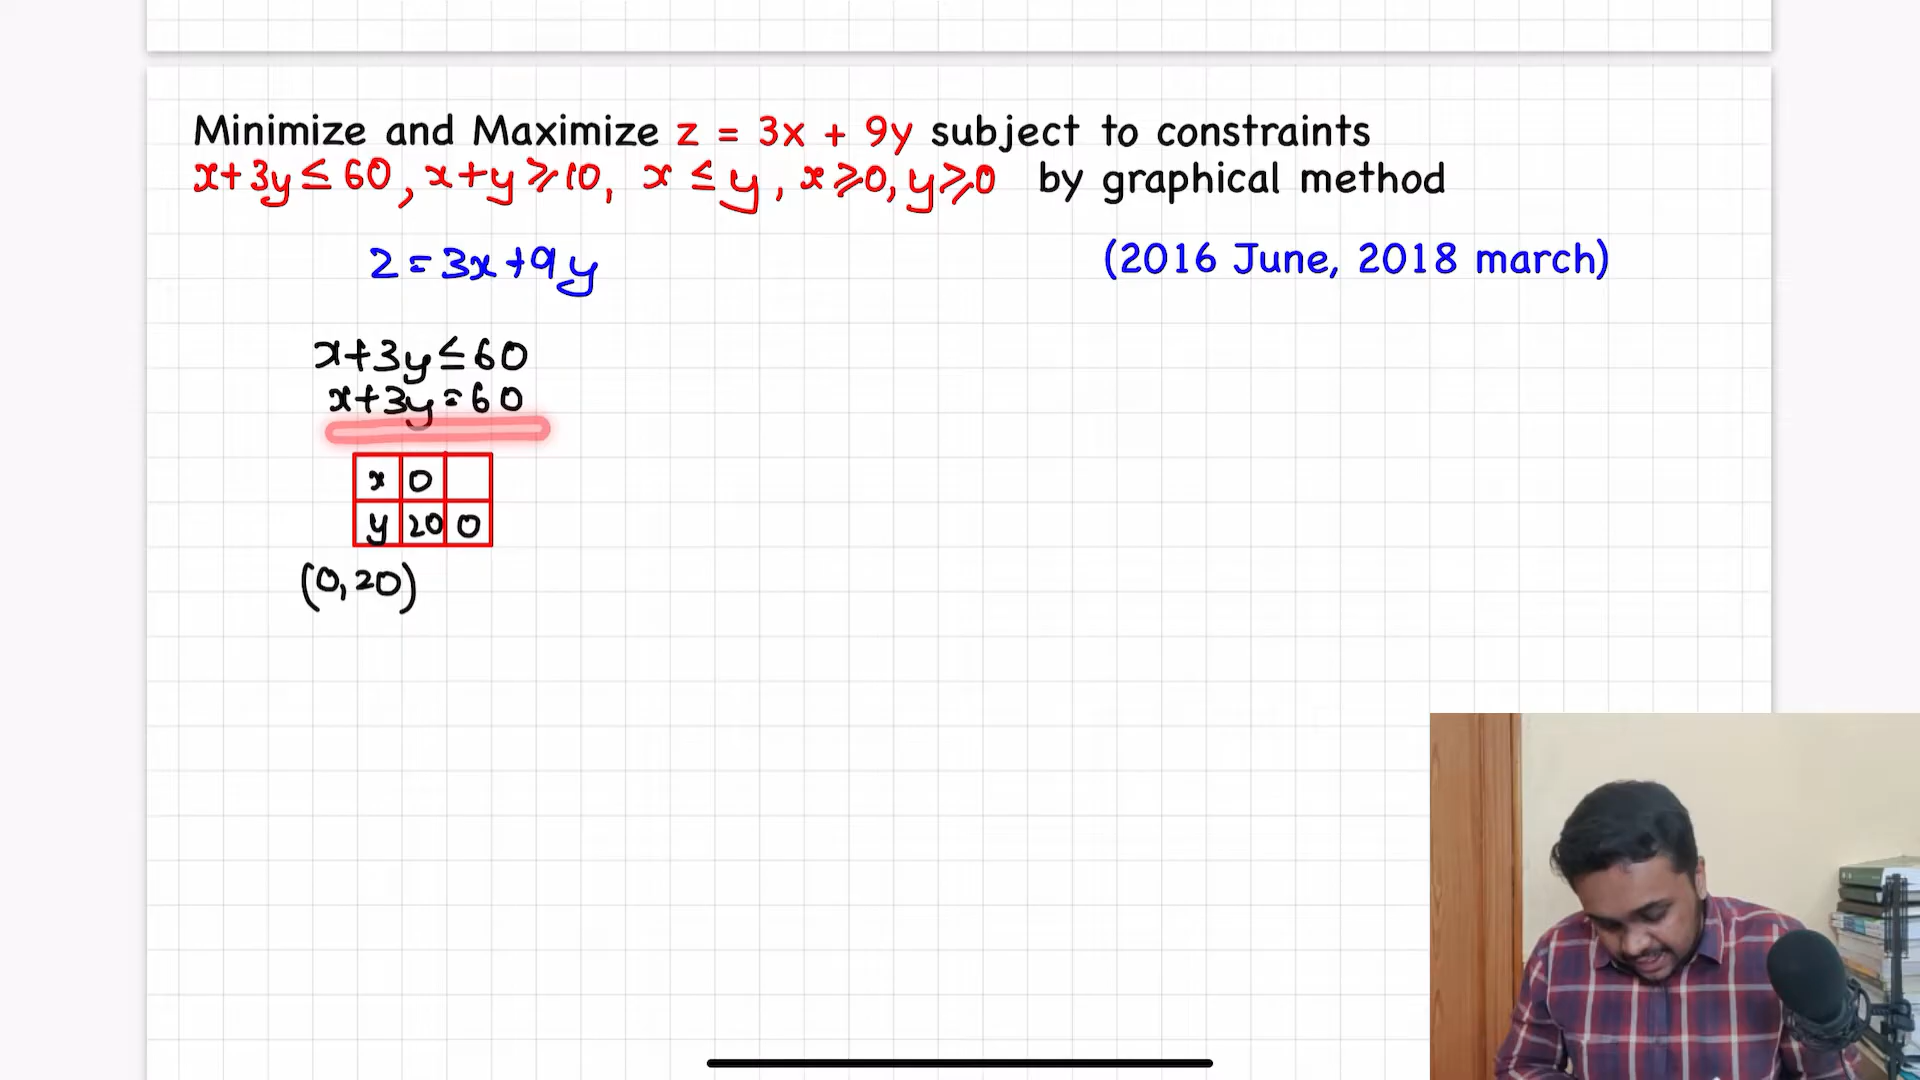 Minimize and Maximize z = 3x + 9y subject to constraints
x+3y≤60, x+y≥10, x≤y, x≥0, y≥0 by graphical method
z=3x+9y
(2016 June, 2018 march)
x+3y≤60
x+3y=60
x 0
y 20 0
(0,20)